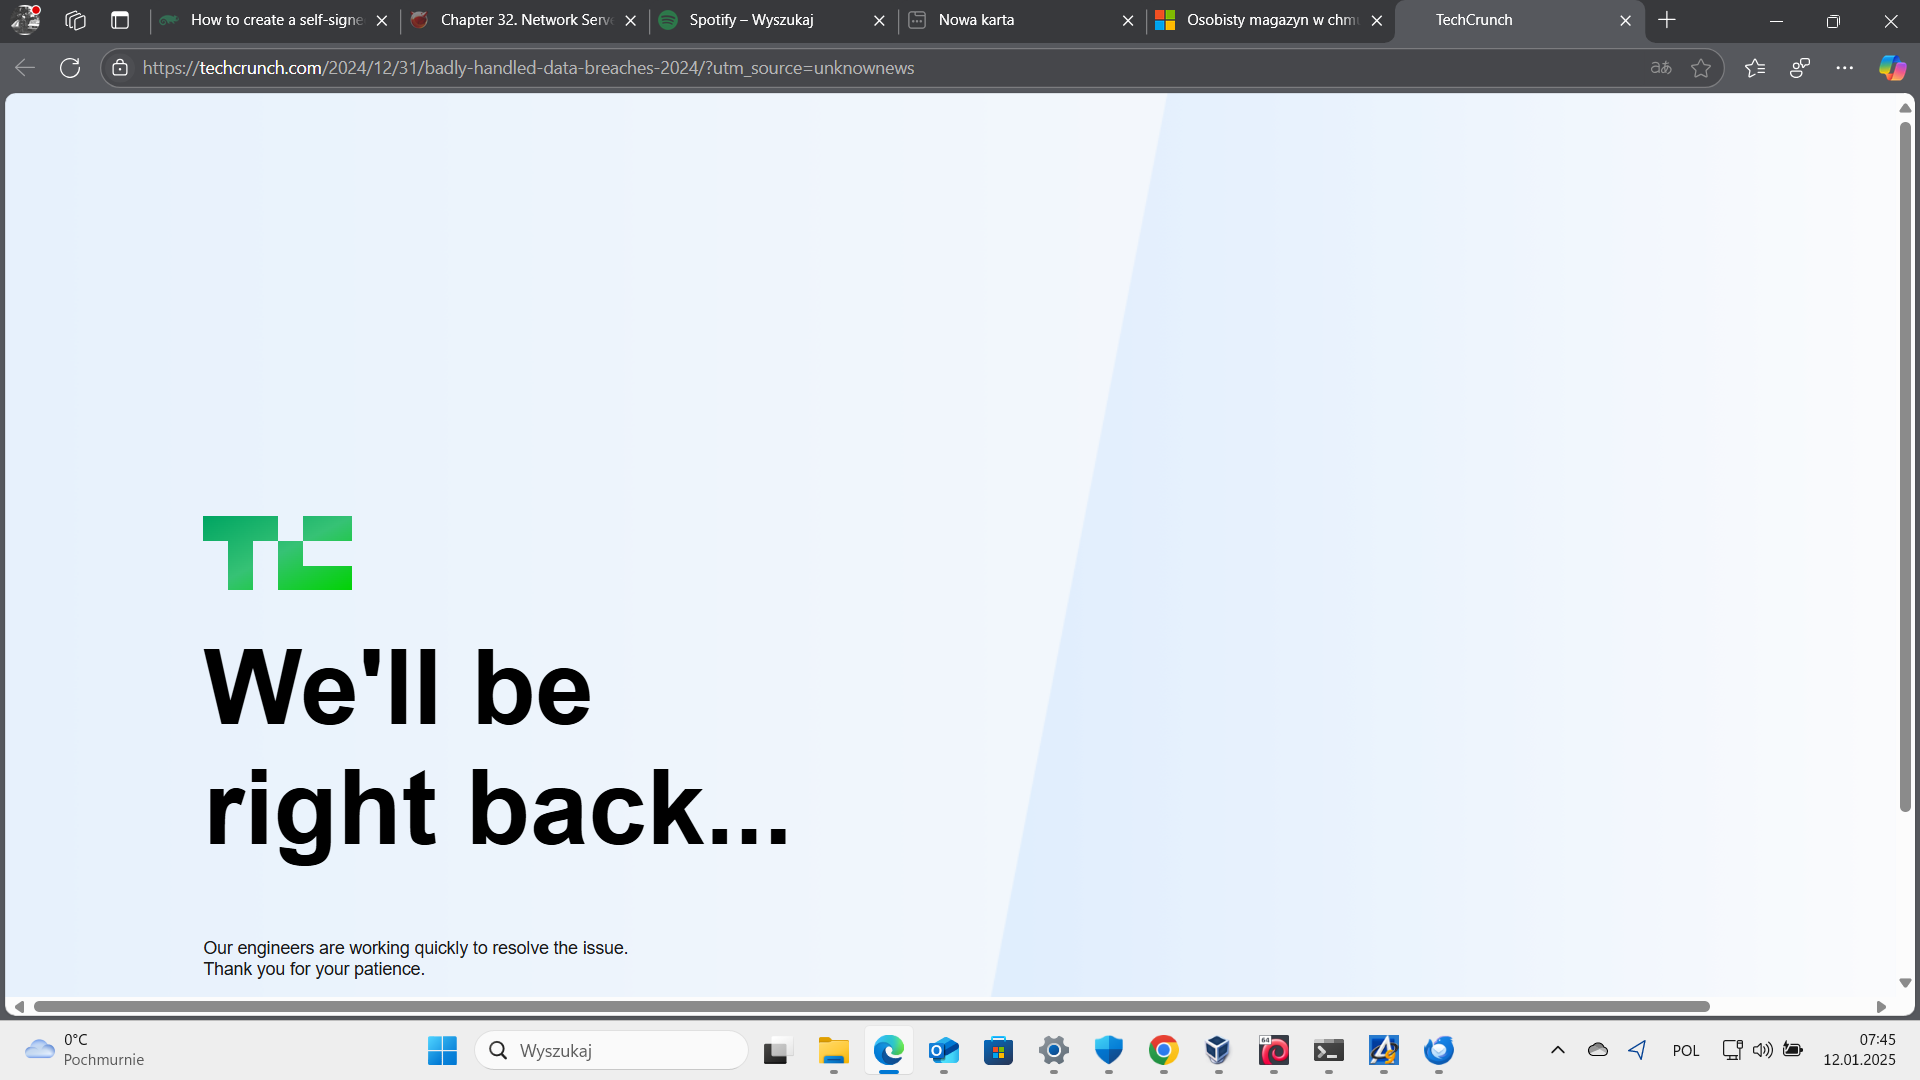 How to create a self-signe
Chapter 32. Network Serv
Spotify – Wyszukaj
Nowa karta
Osobisty magazyn w chmu
TechCrunch
https://techcrunch.com/2024/12/31/badly-handled-data-breaches-2024/?utm_source=unknownews
TC
We'll be
right back...
Our engineers are working quickly to resolve the issue.
Thank you for your patience.
0°C
Pochmurnie
Wyszukaj
64
POL
07:45
12.01.2025